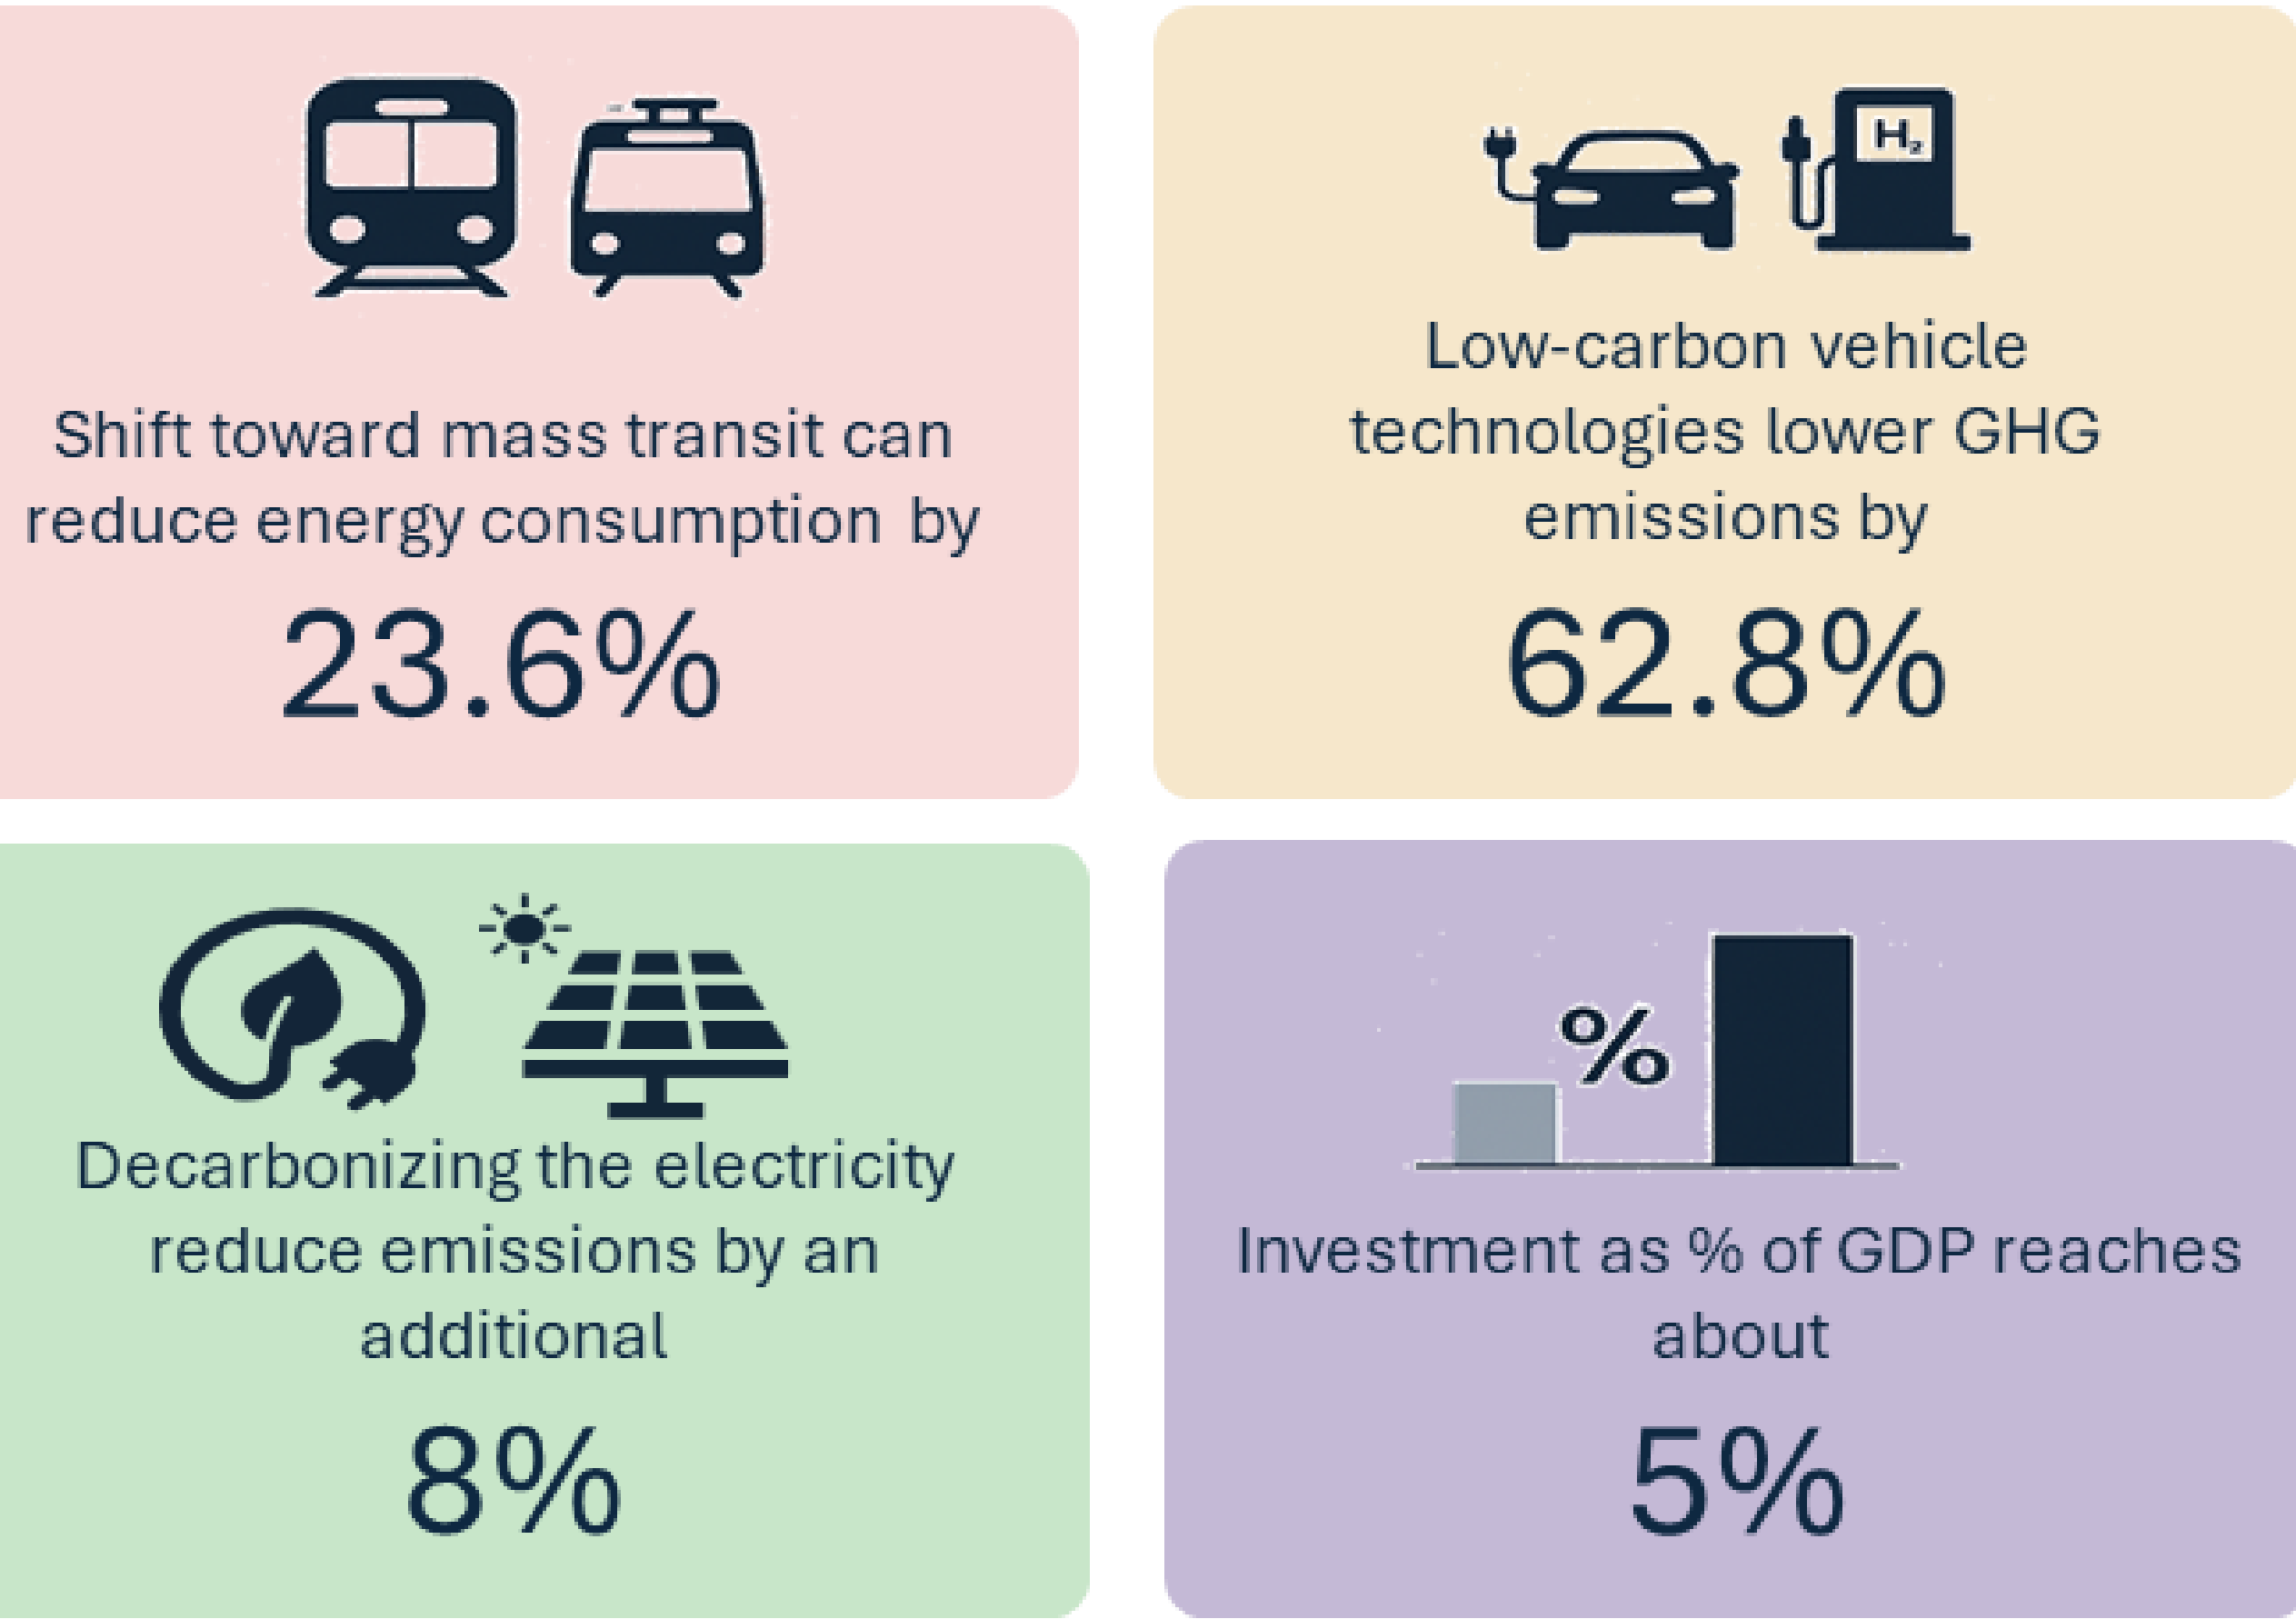 Shift toward mass transit can
reduce energy consumption by
23.6%
H₂
Low-carbon vehicle
technologies lower GHG
emissions by
62.8%
Decarbonizing the electricity
reduce emissions by an
additional
8%
%
Investment as % of GDP reaches
about
5%